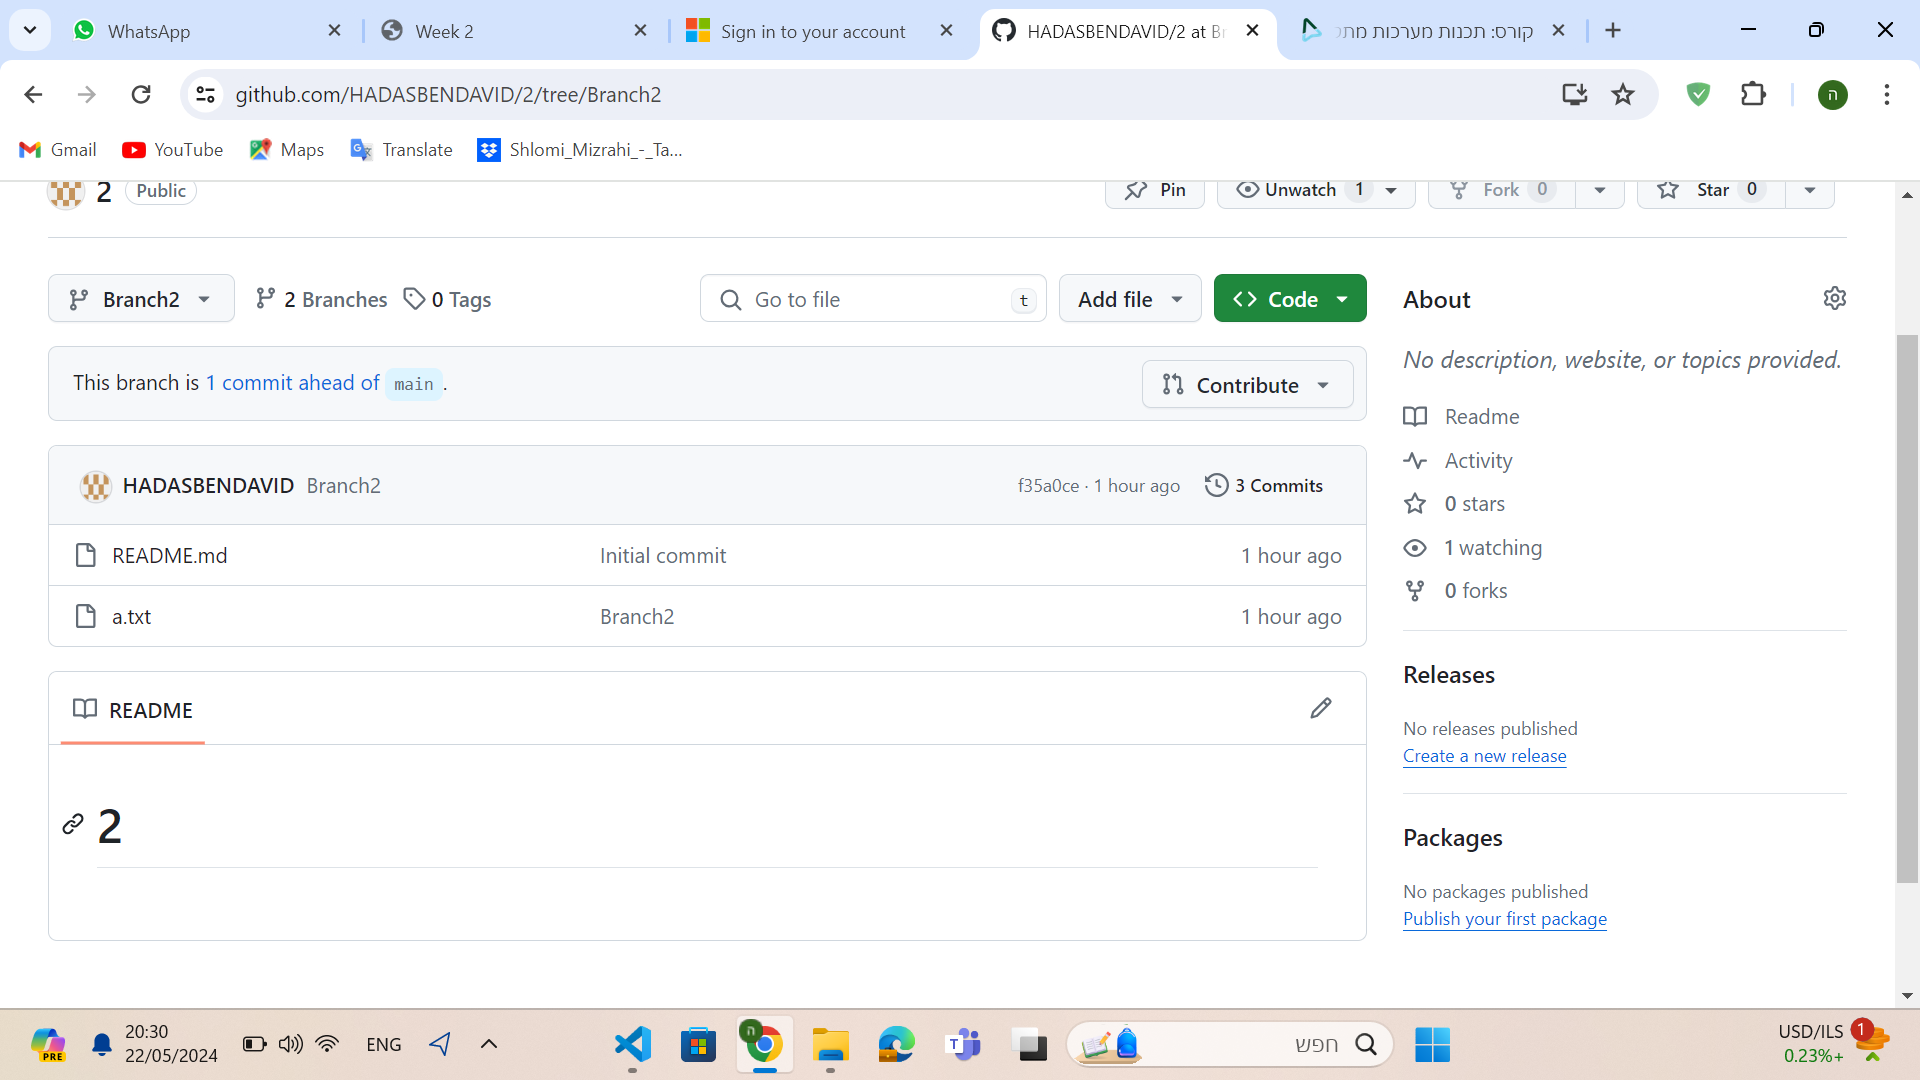 WhatsApp
Week 2
Sign in to your account
HADASBENDAVID/2 at Br
קורס: תכנות מערכות מתק
github.com/HADASBENDAVID/2/tree/Branch2
ה
Gmail
YouTube
Maps
Translate
Shlomi_Mizrahi_-_Ta...
2
Public
Pin
Unwatch 1
Fork 0
Star 0
Branch2
2 Branches
0 Tags
Go to file
t
Add file
Code
About
This branch is 1 commit ahead of main.
Contribute
No description, website, or topics provided.
Readme
Activity
0 stars
1 watching
0 forks
HADASBENDAVID Branch2
f35a0ce · 1 hour ago
3 Commits
README.md
Initial commit
1 hour ago
a.txt
Branch2
1 hour ago
README
2
Releases
No releases published
Create a new release
Packages
No packages published
Publish your first package
PRE
20:30
22/05/2024
ENG
ה
T
חפש
USD/ILS
0.23%+
1